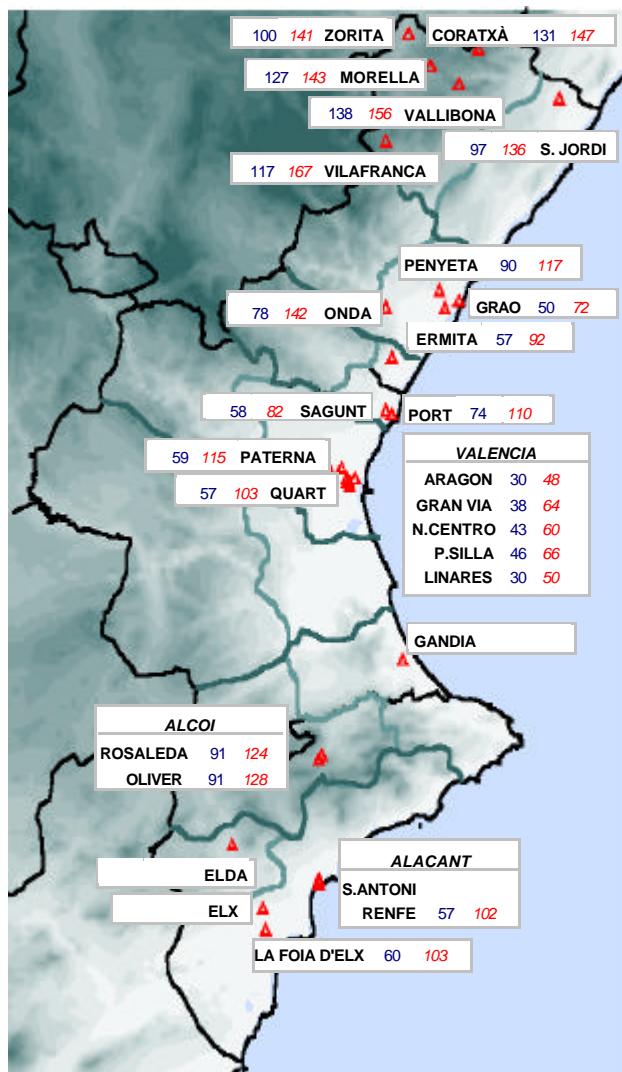 100 141 ZORITA
CORATXÀ 131 147
127 143 MORELLA
138 156 VALLIBONA
97 136 S. JORDI
117 167 VILAFRANCA
PENYETA 90 117
78 142 ONDA
GRAO 50 72
ERMITA 57 92
58 82 SAGUNT
PORT 74 110
59 115 PATERNA
57 103 QUART
VALENCIA
ARAGON 30 48
GRAN VIA 38 64
N.CENTRO 43 60
P.SILLA 46 66
LINARES 30 50
GANDIA
ALCOI
ROSALEDA 91 124
OLIVER 91 128
ELDA
ELX
ALACANT
S.ANTONI
RENFE 57 102
LA FOIA D'ELX 60 103